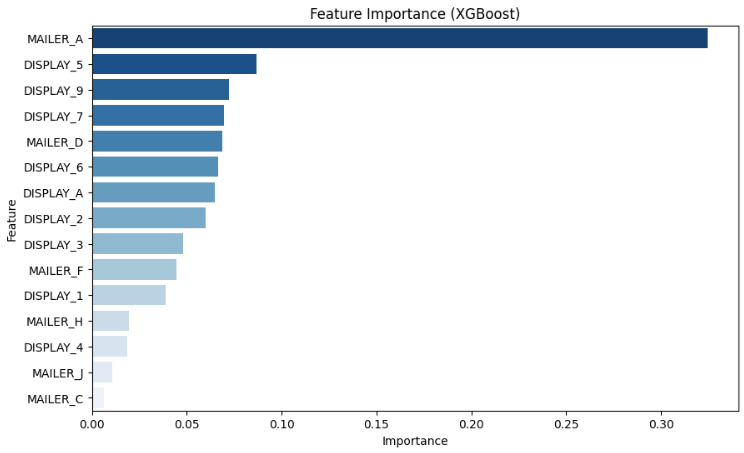 Feature Importance (XGBoost)
MAILER_A
DISPLAY_5
DISPLAY_9
DISPLAY_7
MAILER_D
DISPLAY_6
DISPLAY_A
DISPLAY_2
DISPLAY_3
MAILER_F
DISPLAY_1
MAILER_H
DISPLAY_4
MAILER_J
MAILER_C
Feature
0.00 0.05 0.10 0.15 0.20 0.25 0.30
Importance